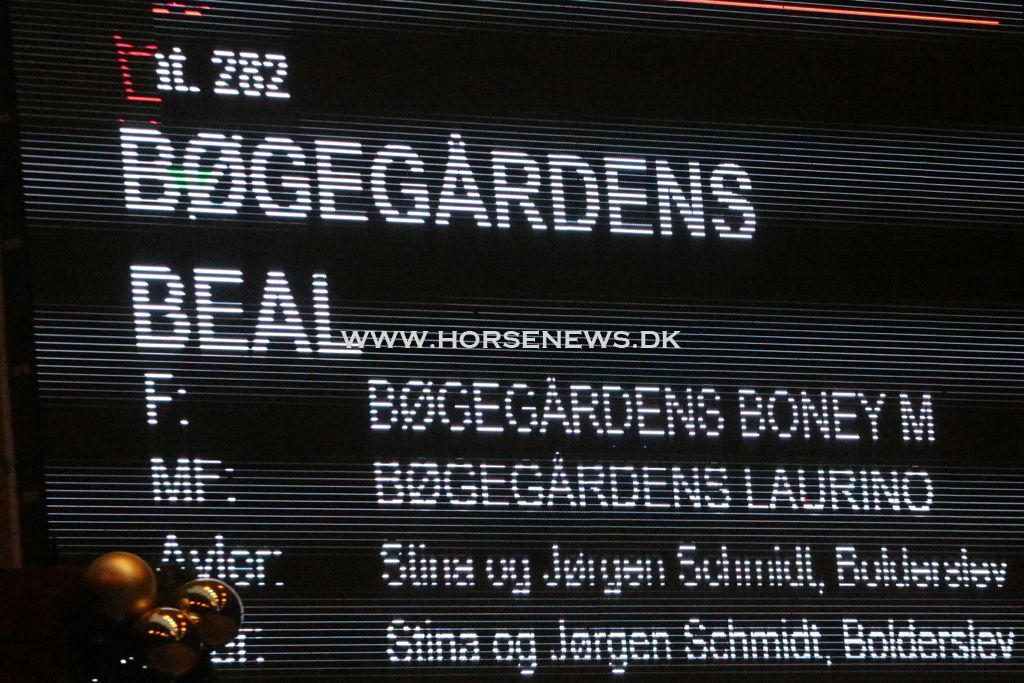 282
BØGEGÅRDENS
BEAL
WWW.HORSENEWS.DK
F: BØGEGÅRDENS BONEY M
MF: BØGEGÅRDENS LAURINO
Avler: Stina og Jørgen Schmidt, Bolderslev
Stina og Jørgen Schmidt, Bolderslev